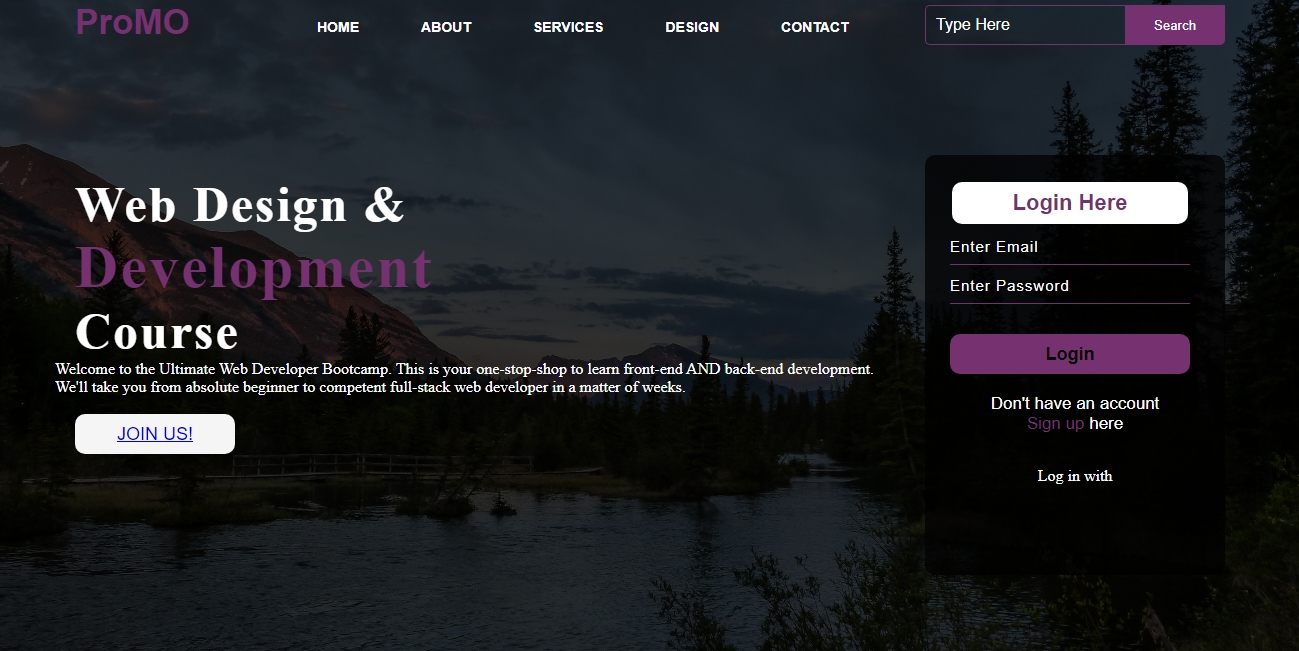 ProMO
HOME ABOUT SERVICES DESIGN CONTACT
Type Here Search
Web Design &
Development
Course
Welcome to the Ultimate Web Developer Bootcamp. This is your one-stop-shop to learn front-end AND back-end development.
We'll take you from absolute beginner to competent full-stack web developer in a matter of weeks.
JOIN US!
Login Here
Enter Email
Enter Password
Login
Don't have an account
Sign up here
Log in with